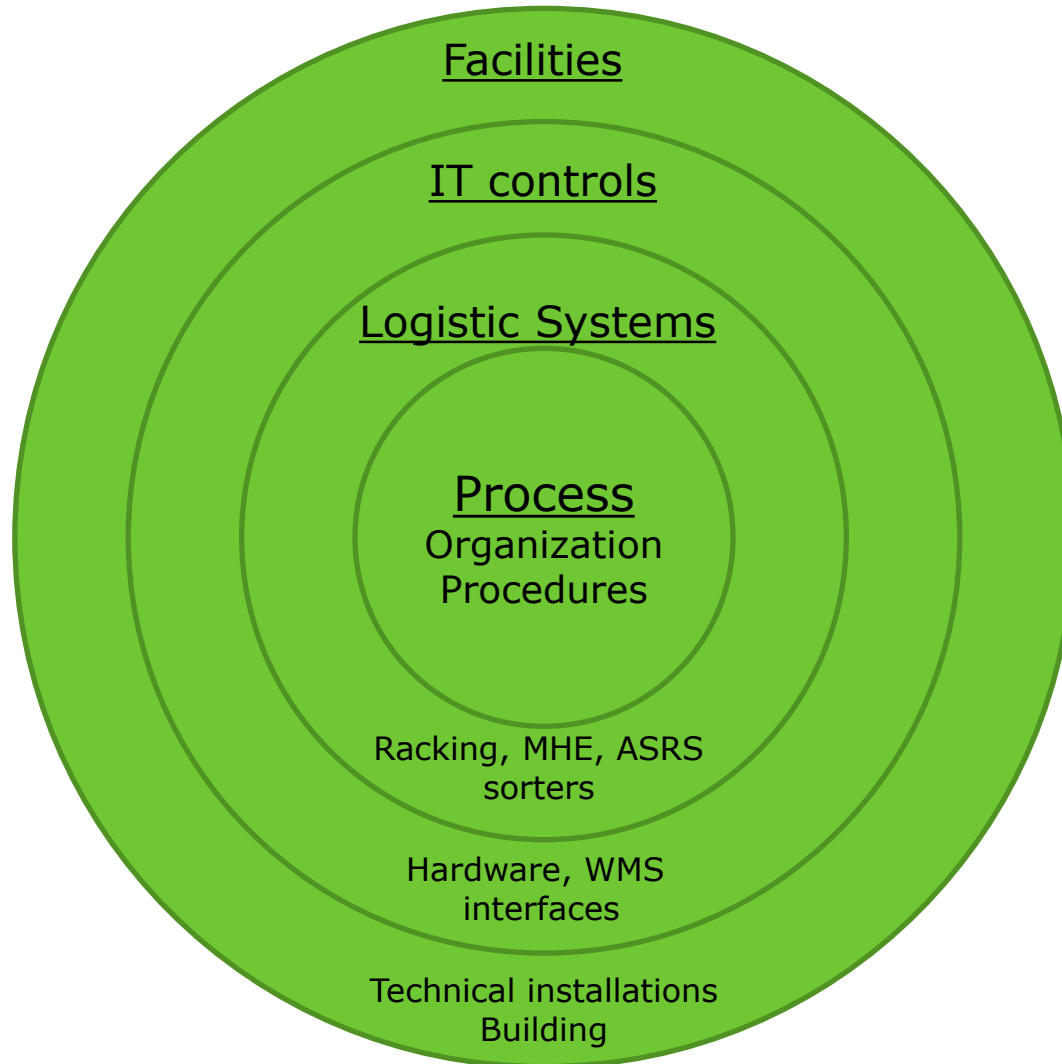 Facilities
IT controls
Logistic Systems
Process
Organization
Procedures
Racking, MHE, ASRS
sorters
Hardware, WMS
interfaces
Technical installations
Building